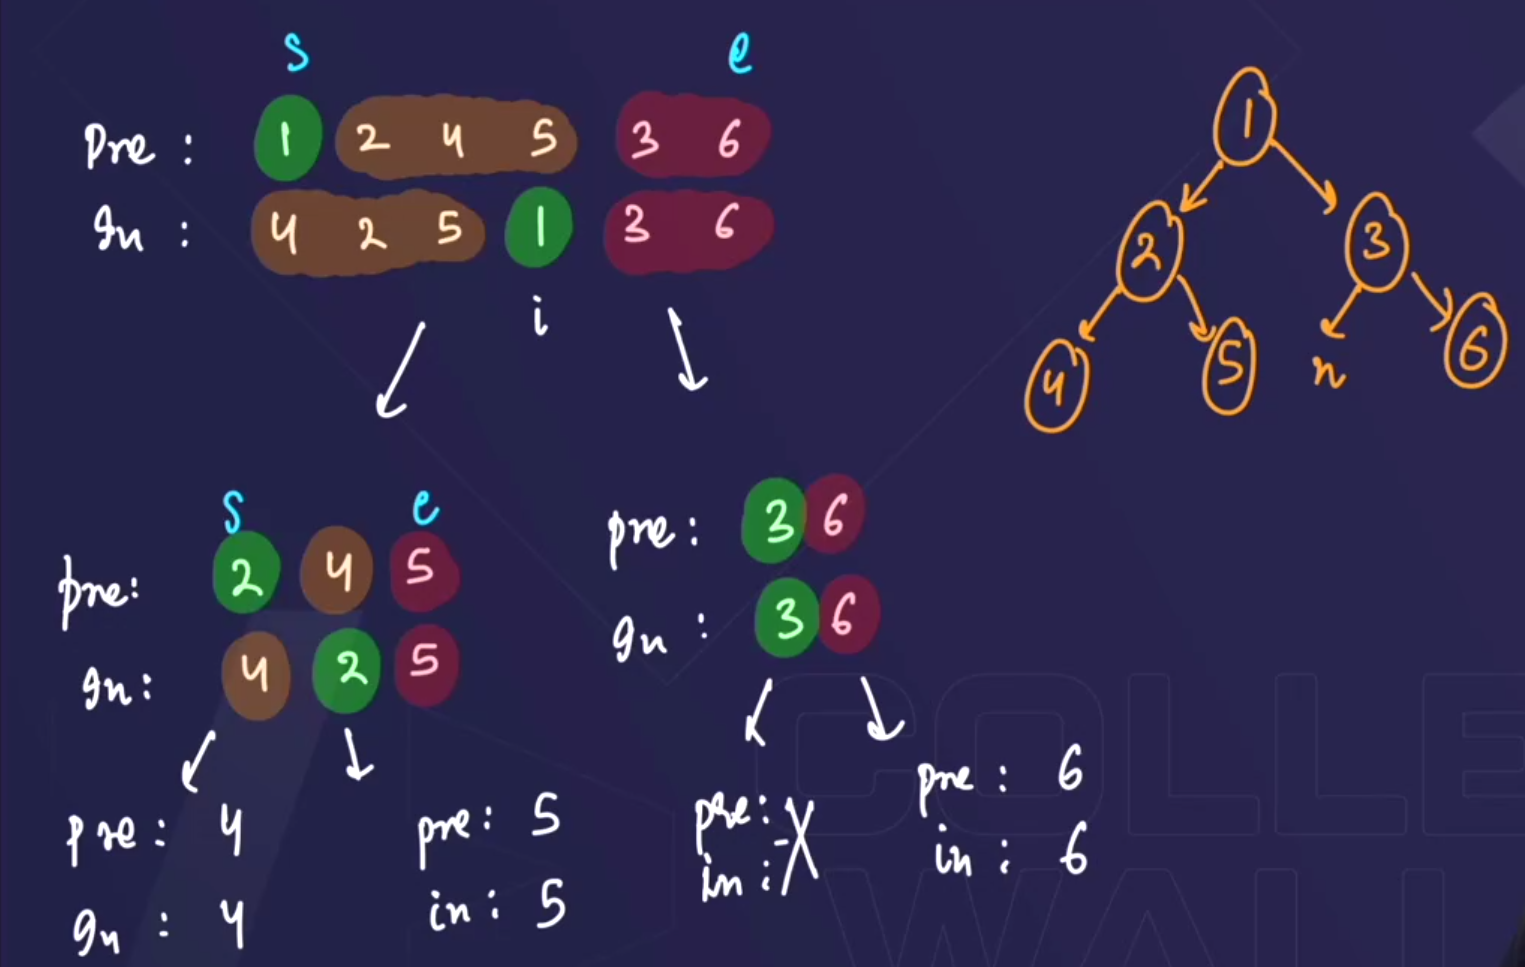 s e
Pre : 1 2 4 5 3 6
In : 4 2 5 1 3 6
i
1
2 3
4 5 n 6
s e
pre: 2 4 5
In: 4 2 5
pre: 3 6
In : 3 6
pre : 4
In : 4
pre: 5
in: 5
pre: X
in:
pre : 6
in : 6
COLLE
WALL